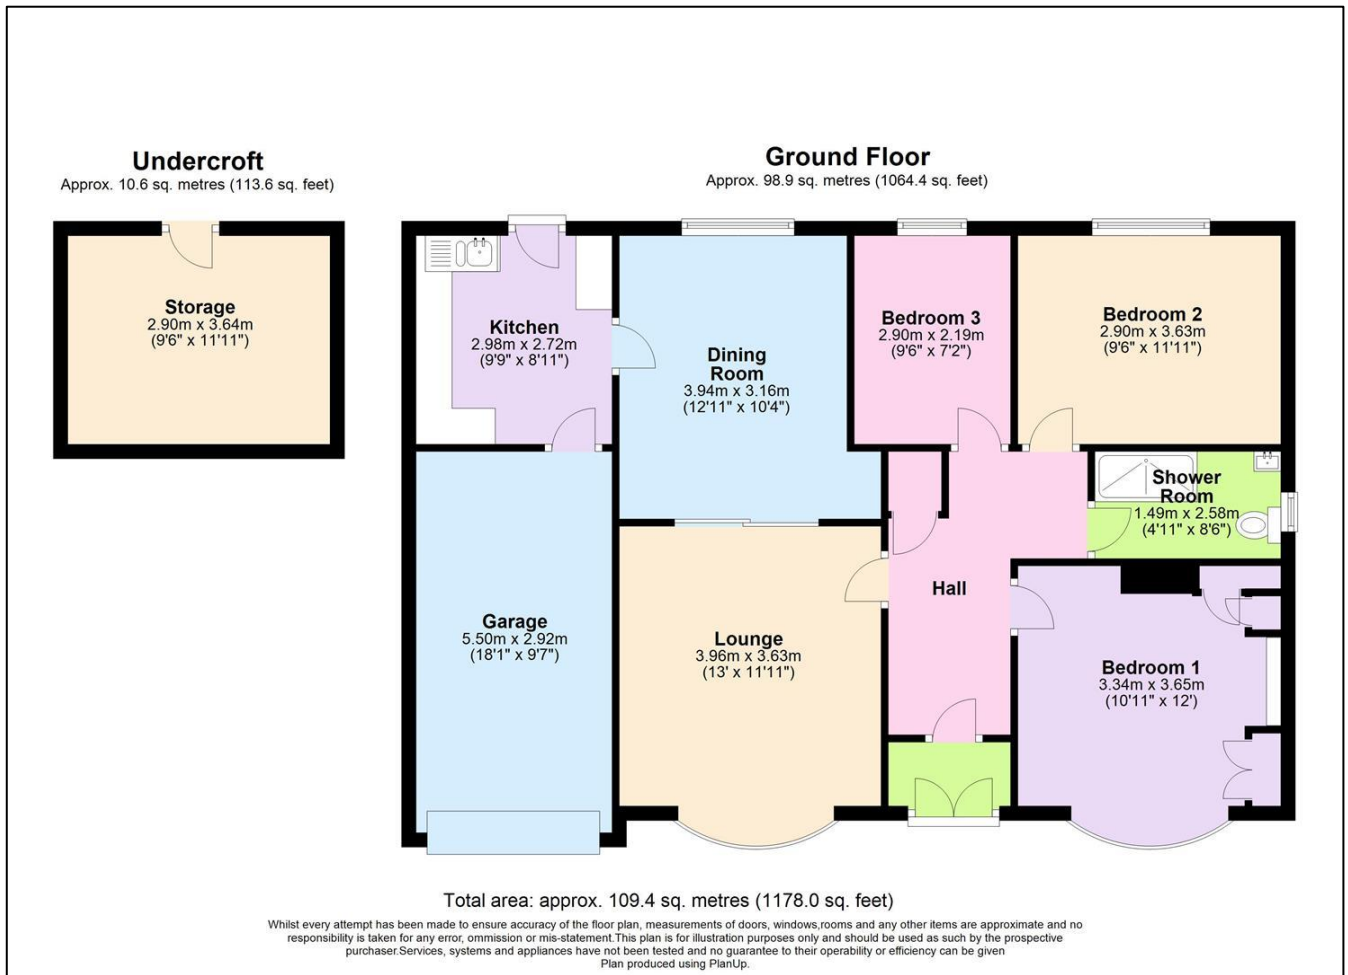 Undercroft
Approx. 10.6 sq. metres (113.6 sq. feet)
Ground Floor
Approx. 98.9 sq. metres (1064.4 sq. feet)
Storage
2.90m x 3.64m
(9'6" x 11'11")
Kitchen
2.98m x 2.72m
(9'9" x 8'11")
Dining
Room
3.94m x 3.16m
(12'11" x 10'4")
Bedroom 3
2.90m x 2.19m
(9'6" x 7'2")
Bedroom 2
2.90m x 3.63m
(9'6" x 11'11")
Shower
Room
1.49m x 2.58m
(4'11" x 8'6")
Hall
Garage
5.50m x 2.92m
(18'1" x 9'7")
Lounge
3.96m x 3.63m
(13' x 11'11")
Bedroom 1
3.34m x 3.65m
(10'11" x 12')
Total area: approx. 109.4 sq. metres (1178.0 sq. feet)
Whilst every attempt has been made to ensure accuracy of the floor plan, measurements of doors, windows,rooms and any other items are approximate and no
responsibility is taken for any error, ommission or mis-statement.This plan is for illustration purposes only and should be used as such by the prospective
purchaser.Services, systems and appliances have not been tested and no guarantee to their operability or efficiency can be given
Plan produced using PlanUp.